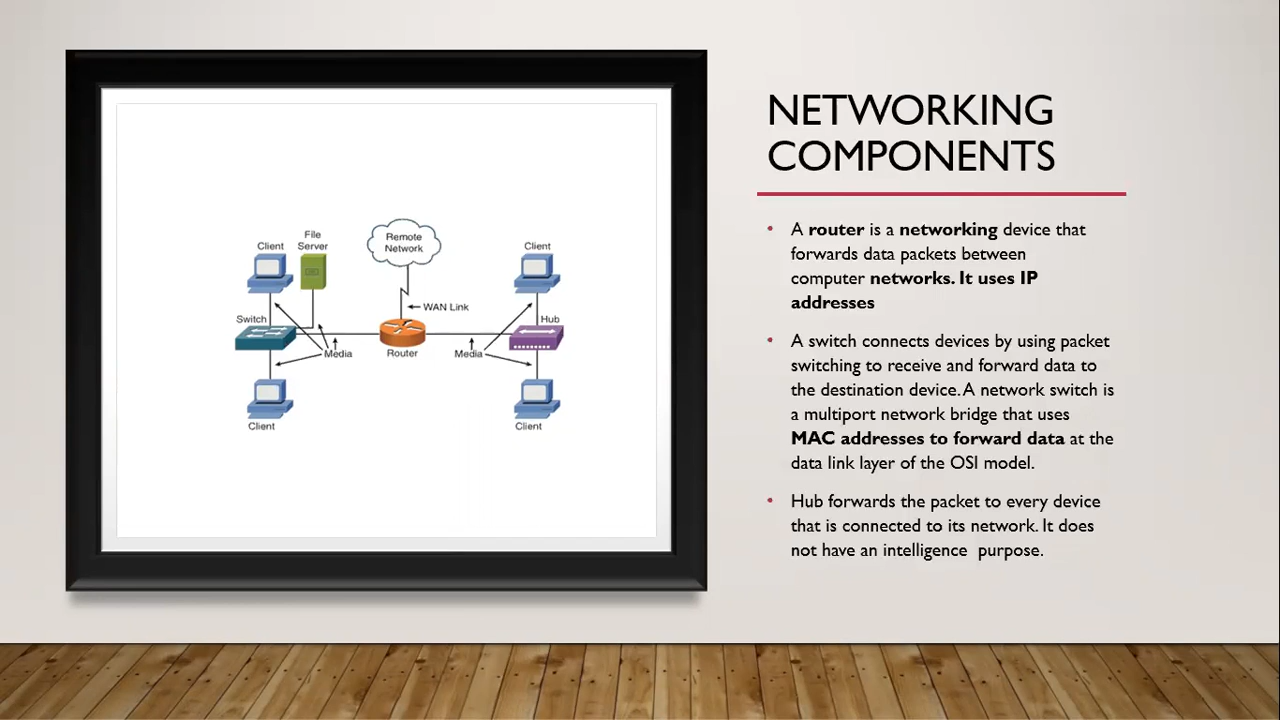 NETWORKING
COMPONENTS
A router is a networking device that
forwards data packets between
computer networks. It uses IP
addresses
A switch connects devices by using packet
switching to receive and forward data to
the destination device. A network switch is
a multiport network bridge that uses
MAC addresses to forward data at the
data link layer of the OSI model.
Hub forwards the packet to every device
that is connected to its network. It does
not have an intelligence  purpose.
Client
File
Server
Remote
Network
Client
WAN Link
Switch
Hub
Media
Router
Media
Client
Client